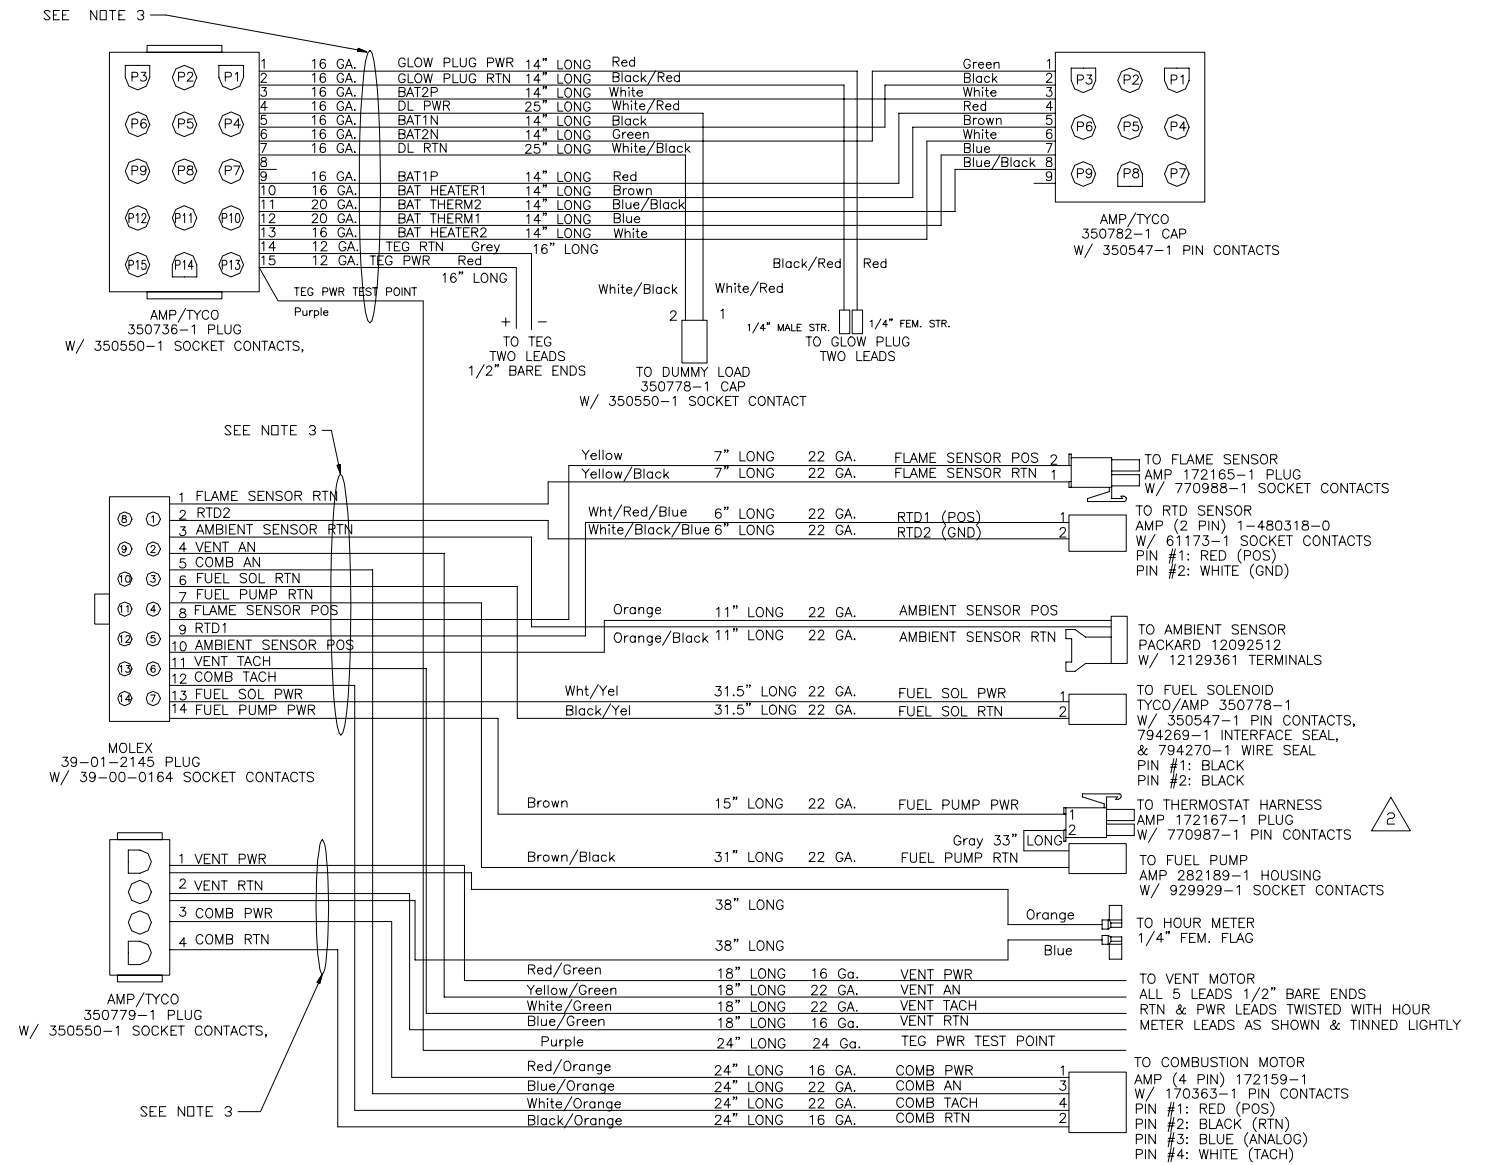 SEE NOTE 3
P3 P2 P1
P6 P5 P4
P9 P8 P7
P12 P11 P10
P15 P14 P13
1 16 GA. GLOW PLUG PWR 14" LONG Red
2 16 GA. GLOW PLUG RTN 14" LONG Black/Red
3 16 GA. BAT2P 14" LONG White
4 16 GA. DL PWR 25" LONG White/Red
5 16 GA. BAT1N 14" LONG Black
6 16 GA. BAT2N 14" LONG Green
7 16 GA. DL RTN 25" LONG White/Black
8
9 16 GA. BAT1P 14" LONG Red
10 16 GA. BAT HEATER1 14" LONG Brown
11 20 GA. BAT THERM2 14" LONG Blue/Black
12 20 GA. BAT THERM1 14" LONG Blue
13 16 GA. BAT HEATER2 14" LONG White
14 12 GA. TEG RTN Grey 16" LONG
15 12 GA. TEG PWR Red
16" LONG
TEG PWR TEST POINT
Purple
AMP/TYCO
350736-1 PLUG
W/ 350550-1 SOCKET CONTACTS,
+ -
TO TEG
TWO LEADS
1/2" BARE ENDS
White/Black White/Red
2 1
TO DUMMY LOAD
350778-1 CAP
W/ 350550-1 SOCKET CONTACT
Black/Red Red
1/4" MALE STR. 1/4" FEM. STR.
TO GLOW PLUG
TWO LEADS
Green 1
Black 2
White 3
Red 4
Brown 5
White 6
Blue 7
Blue/Black 8
9
P3 P2 P1
P6 P5 P4
P9 P8 P7
AMP/TYCO
350782-1 CAP
W/ 350547-1 PIN CONTACTS
SEE NOTE 3
8 1
9 2
10 3
11 4
12 5
13 6
14 7
1 FLAME SENSOR RTN
2 RTD2
3 AMBIENT SENSOR RTN
4 VENT AN
5 COMB AN
6 FUEL SOL RTN
7 FUEL PUMP RTN
8 FLAME SENSOR POS
9 RTD1
10 AMBIENT SENSOR POS
11 VENT TACH
12 COMB TACH
13 FUEL SOL PWR
14 FUEL PUMP PWR
MOLEX
39-01-2145 PLUG
W/ 39-00-0164 SOCKET CONTACTS
Yellow 7" LONG 22 GA. FLAME SENSOR POS 2
Yellow/Black 7" LONG 22 GA. FLAME SENSOR RTN 1
TO FLAME SENSOR
AMP 172165-1 PLUG
W/ 770988-1 SOCKET CONTACTS
Wht/Red/Blue 6" LONG 22 GA. RTD1 (POS) 1
White/Black/Blue 6" LONG 22 GA. RTD2 (GND) 2
TO RTD SENSOR
AMP (2 PIN) 1-480318-0
W/ 61173-1 SOCKET CONTACTS
PIN #1: RED (POS)
PIN #2: WHITE (GND)
Orange 11" LONG 22 GA. AMBIENT SENSOR POS
Orange/Black 11" LONG 22 GA. AMBIENT SENSOR RTN
TO AMBIENT SENSOR
PACKARD 12092512
W/ 12129361 TERMINALS
Wht/Yel 31.5" LONG 22 GA. FUEL SOL PWR 1
Black/Yel 31.5" LONG 22 GA. FUEL SOL RTN 2
TO FUEL SOLENOID
TYCO/AMP 350778-1
W/ 350547-1 PIN CONTACTS,
794269-1 INTERFACE SEAL,
& 794270-1 WIRE SEAL
PIN #1: BLACK
PIN #2: BLACK
Brown 15" LONG 22 GA. FUEL PUMP PWR 1
2
Gray 33" LONG
TO THERMOSTAT HARNESS
AMP 172167-1 PLUG
W/ 770987-1 PIN CONTACTS
2
Brown/Black 31" LONG 22 GA. FUEL PUMP RTN
TO FUEL PUMP
AMP 282189-1 HOUSING
W/ 929929-1 SOCKET CONTACTS
1 VENT PWR
2 VENT RTN
3 COMB PWR
4 COMB RTN
AMP/TYCO
350779-1 PLUG
W/ 350550-1 SOCKET CONTACTS,
SEE NOTE 3
38" LONG
Orange
38" LONG
Blue
TO HOUR METER
1/4" FEM. FLAG
Red/Green 18" LONG 16 Ga. VENT PWR
Yellow/Green 18" LONG 22 GA. VENT AN
White/Green 18" LONG 22 GA. VENT TACH
Blue/Green 18" LONG 16 Ga. VENT RTN
TO VENT MOTOR
ALL 5 LEADS 1/2" BARE ENDS
RTN & PWR LEADS TWISTED WITH HOUR
METER LEADS AS SHOWN & TINNED LIGHTLY
Purple 24" LONG 24 Ga. TEG PWR TEST POINT
Red/Orange 24" LONG 16 GA. COMB PWR 1
Blue/Orange 24" LONG 22 GA. COMB AN 3
White/Orange 24" LONG 22 GA. COMB TACH 4
Black/Orange 24" LONG 16 GA. COMB RTN 2
TO COMBUSTION MOTOR
AMP (4 PIN) 172159-1
W/ 170363-1 PIN CONTACTS
PIN #1: RED (POS)
PIN #2: BLACK (RTN)
PIN #3: BLUE (ANALOG)
PIN #4: WHITE (TACH)